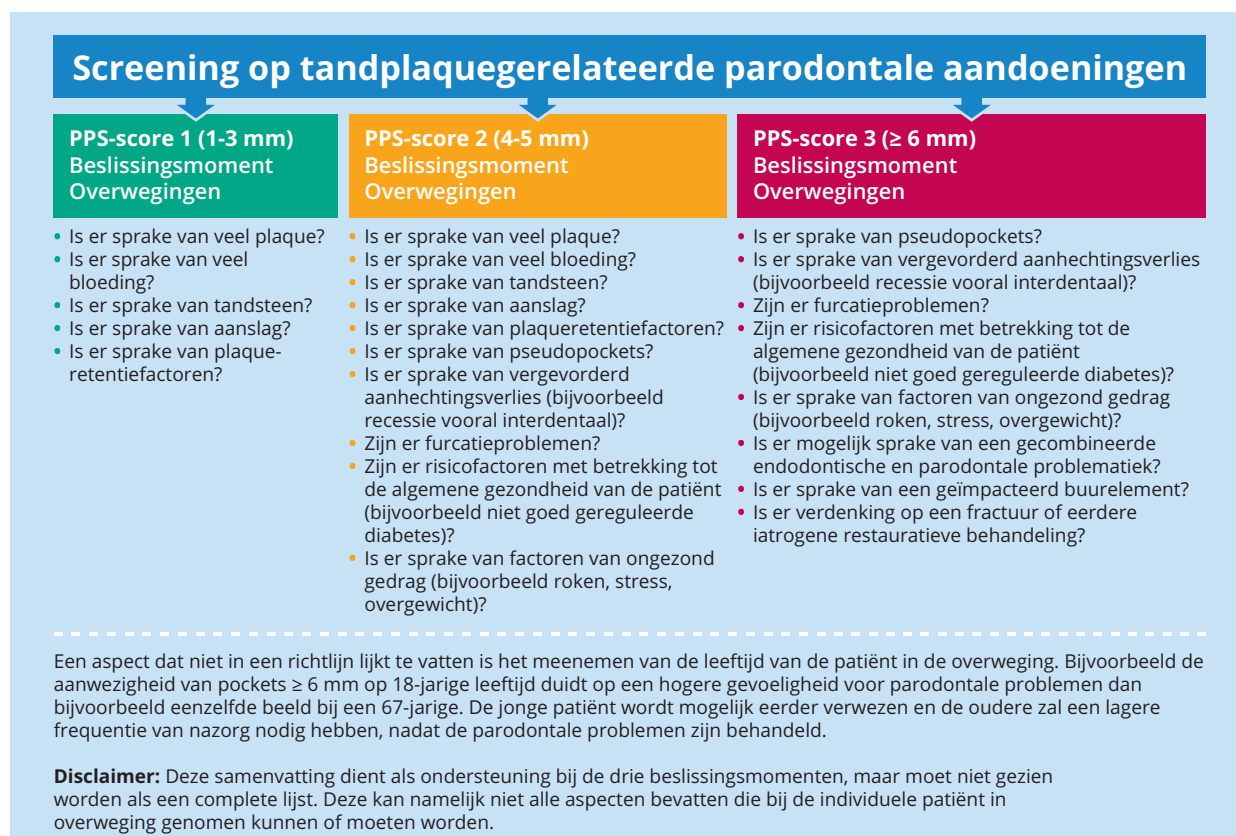 Screening op tandplaquegerelateerde parodontale aandoeningen
PPS-score 1 (1-3 mm)
Beslissingsmoment
Overwegingen
• Is er sprake van veel plaque?
• Is er sprake van veel
bloeding?
• Is er sprake van tandsteen?
• Is er sprake van aanslag?
• Is er sprake van plaque-
retentiefactoren?
PPS-score 2 (4-5 mm)
Beslissingsmoment
Overwegingen
• Is er sprake van veel plaque?
• Is er sprake van veel bloeding?
• Is er sprake van tandsteen?
• Is er sprake van aanslag?
• Is er sprake van plaqueretentiefactoren?
• Is er sprake van pseudopockets?
• Is er sprake van vergevorderd
aanhechtingsverlies (bijvoorbeeld
recessie vooral interdentaal)?
• Zijn er furcatieproblemen?
• Zijn er risicofactoren met betrekking tot
de algemene gezondheid van de patiënt
(bijvoorbeeld niet goed gereguleerde
diabetes)?
• Is er sprake van factoren van ongezond
gedrag (bijvoorbeeld roken, stress,
overgewicht)?
PPS-score 3 (≥ 6 mm)
Beslissingsmoment
Overwegingen
• Is er sprake van pseudopockets?
• Is er sprake van vergevorderd aanhechtingsverlies
(bijvoorbeeld recessie vooral interdentaal)?
• Zijn er furcatieproblemen?
• Zijn er risicofactoren met betrekking tot de
algemene gezondheid van de patiënt
(bijvoorbeeld niet goed gereguleerde diabetes)?
• Is er sprake van factoren van ongezond gedrag
(bijvoorbeeld roken, stress, overgewicht)?
• Is er mogelijk sprake van een gecombineerde
endodontische en parodontale problematiek?
• Is er sprake van een geïmpacteerd buurelement?
• Is er verdenking op een fractuur of eerdere
iatrogene restauratieve behandeling?
Een aspect dat niet in een richtlijn lijkt te vatten is het meenemen van de leeftijd van de patiënt in de overweging. Bijvoorbeeld de
aanwezigheid van pockets ≥ 6 mm op 18-jarige leeftijd duidt op een hogere gevoeligheid voor parodontale problemen dan
bijvoorbeeld eenzelfde beeld bij een 67-jarige. De jonge patiënt wordt mogelijk eerder verwezen en de oudere zal een lagere
frequentie van nazorg nodig hebben, nadat de parodontale problemen zijn behandeld.
Disclaimer: Deze samenvatting dient als ondersteuning bij de drie beslissingsmomenten, maar moet niet gezien
worden als een complete lijst. Deze kan namelijk niet alle aspecten bevatten die bij de individuele patiënt in
overweging genomen kunnen of moeten worden.